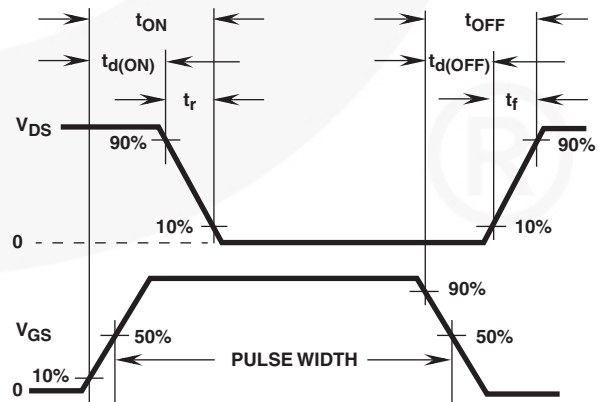 tON tOFF
td(ON) td(OFF)
tr tf
VDS
90% 90%
10% 10%
0
90%
VGS
50% 50%
PULSE WIDTH
10%
0
®